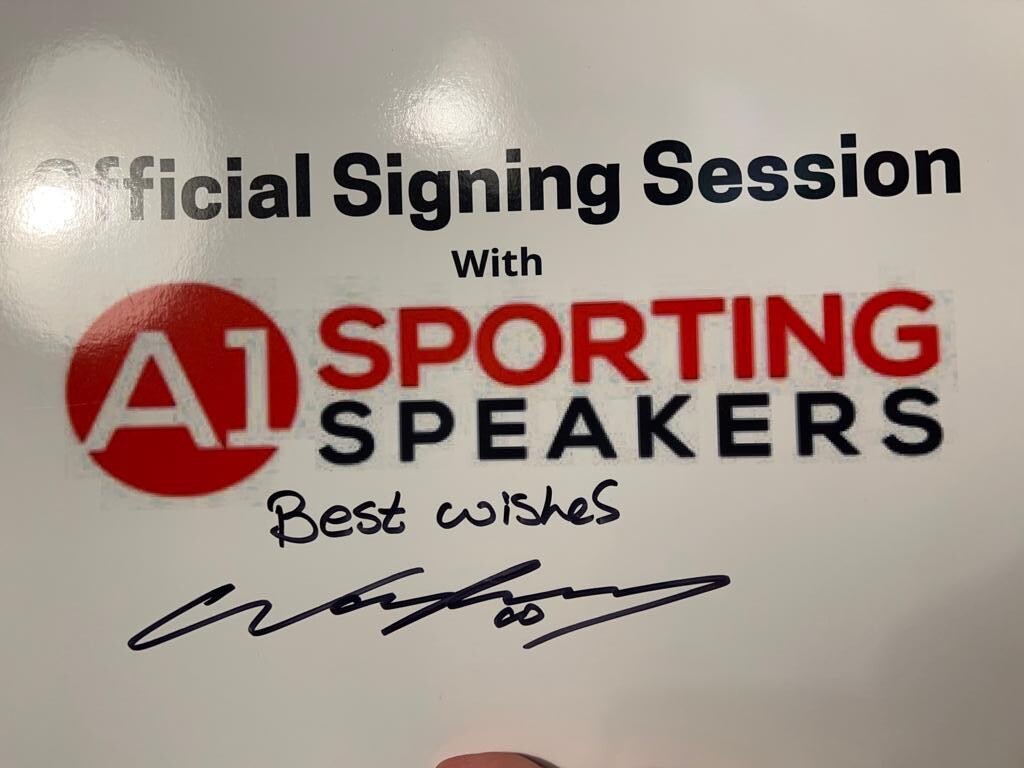 Official Signing Session
With
A1 SPORTING
SPEAKERS
Best wishes